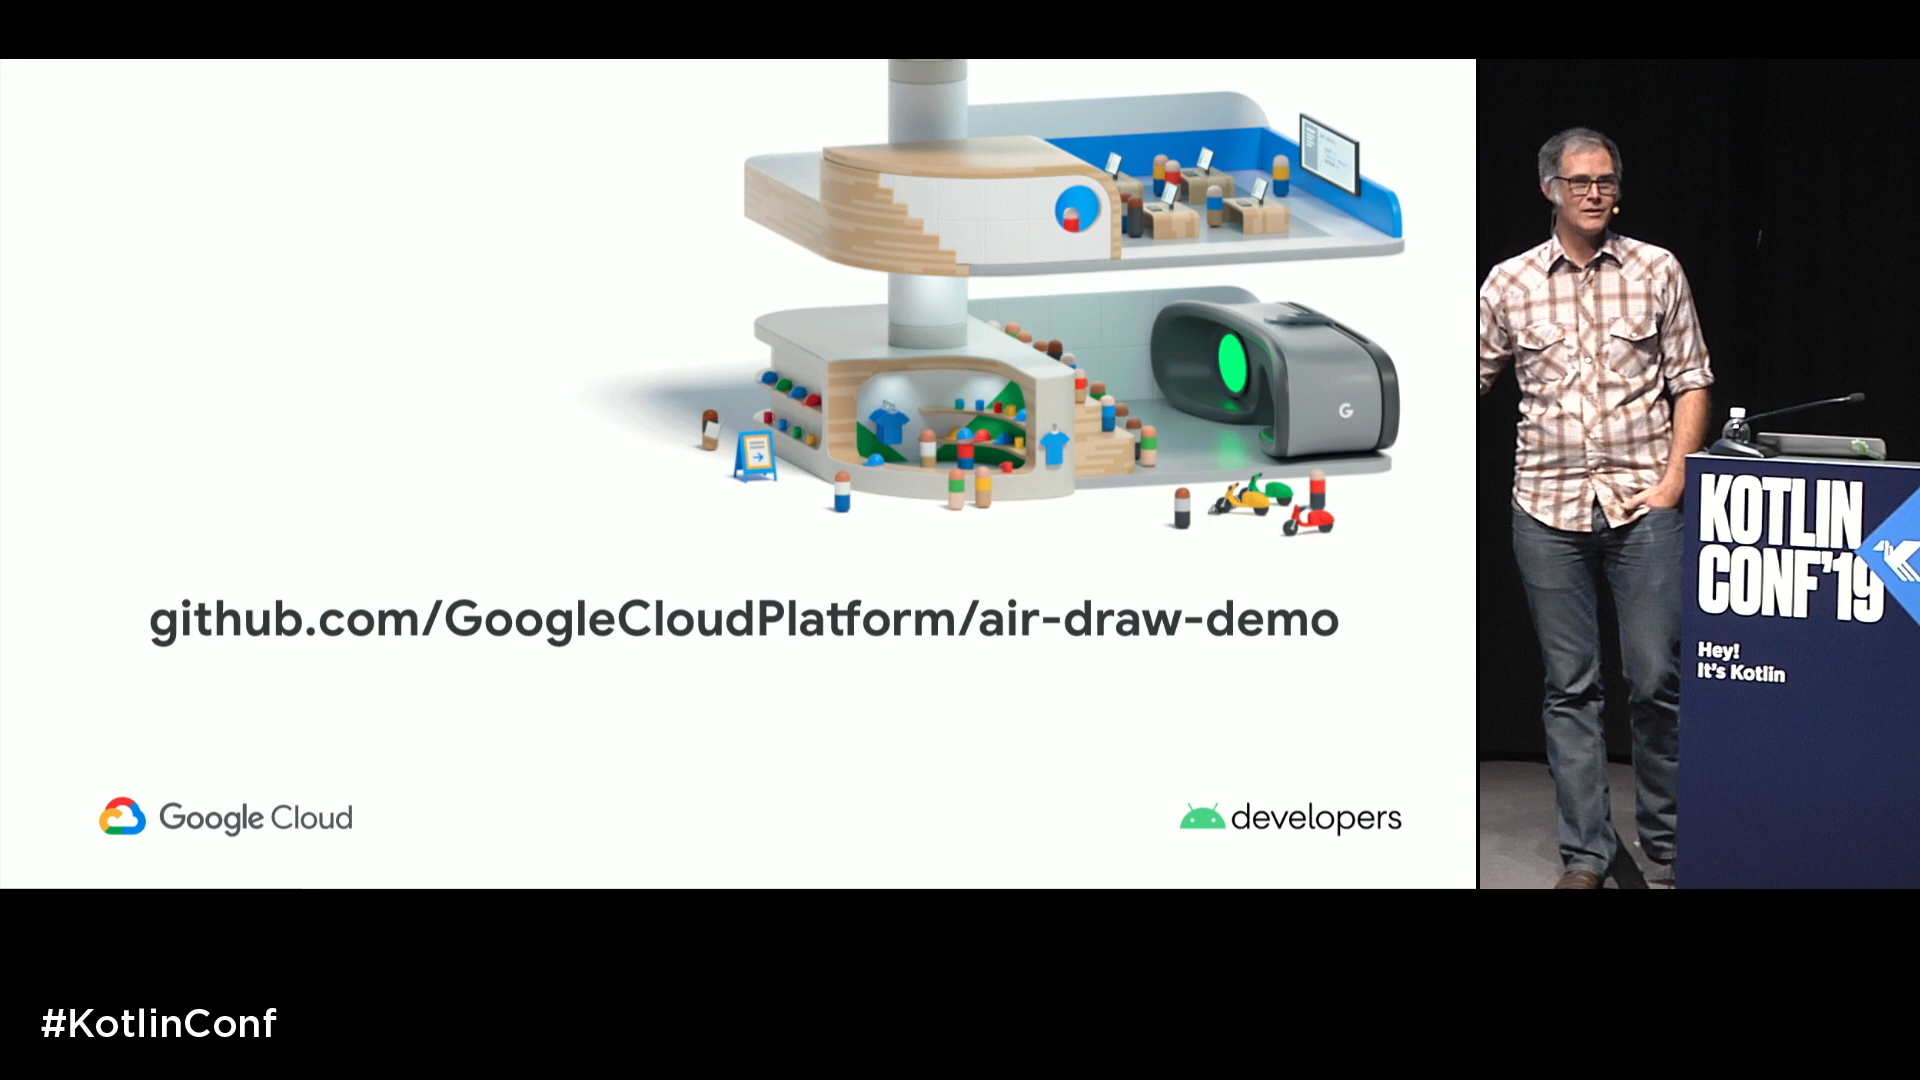 github.com/GoogleCloudPlatform/air-draw-demo
Google Cloud
developers
G
KOTLIN
CONF'19
Hey!
It's Kotlin
#KotlinConf